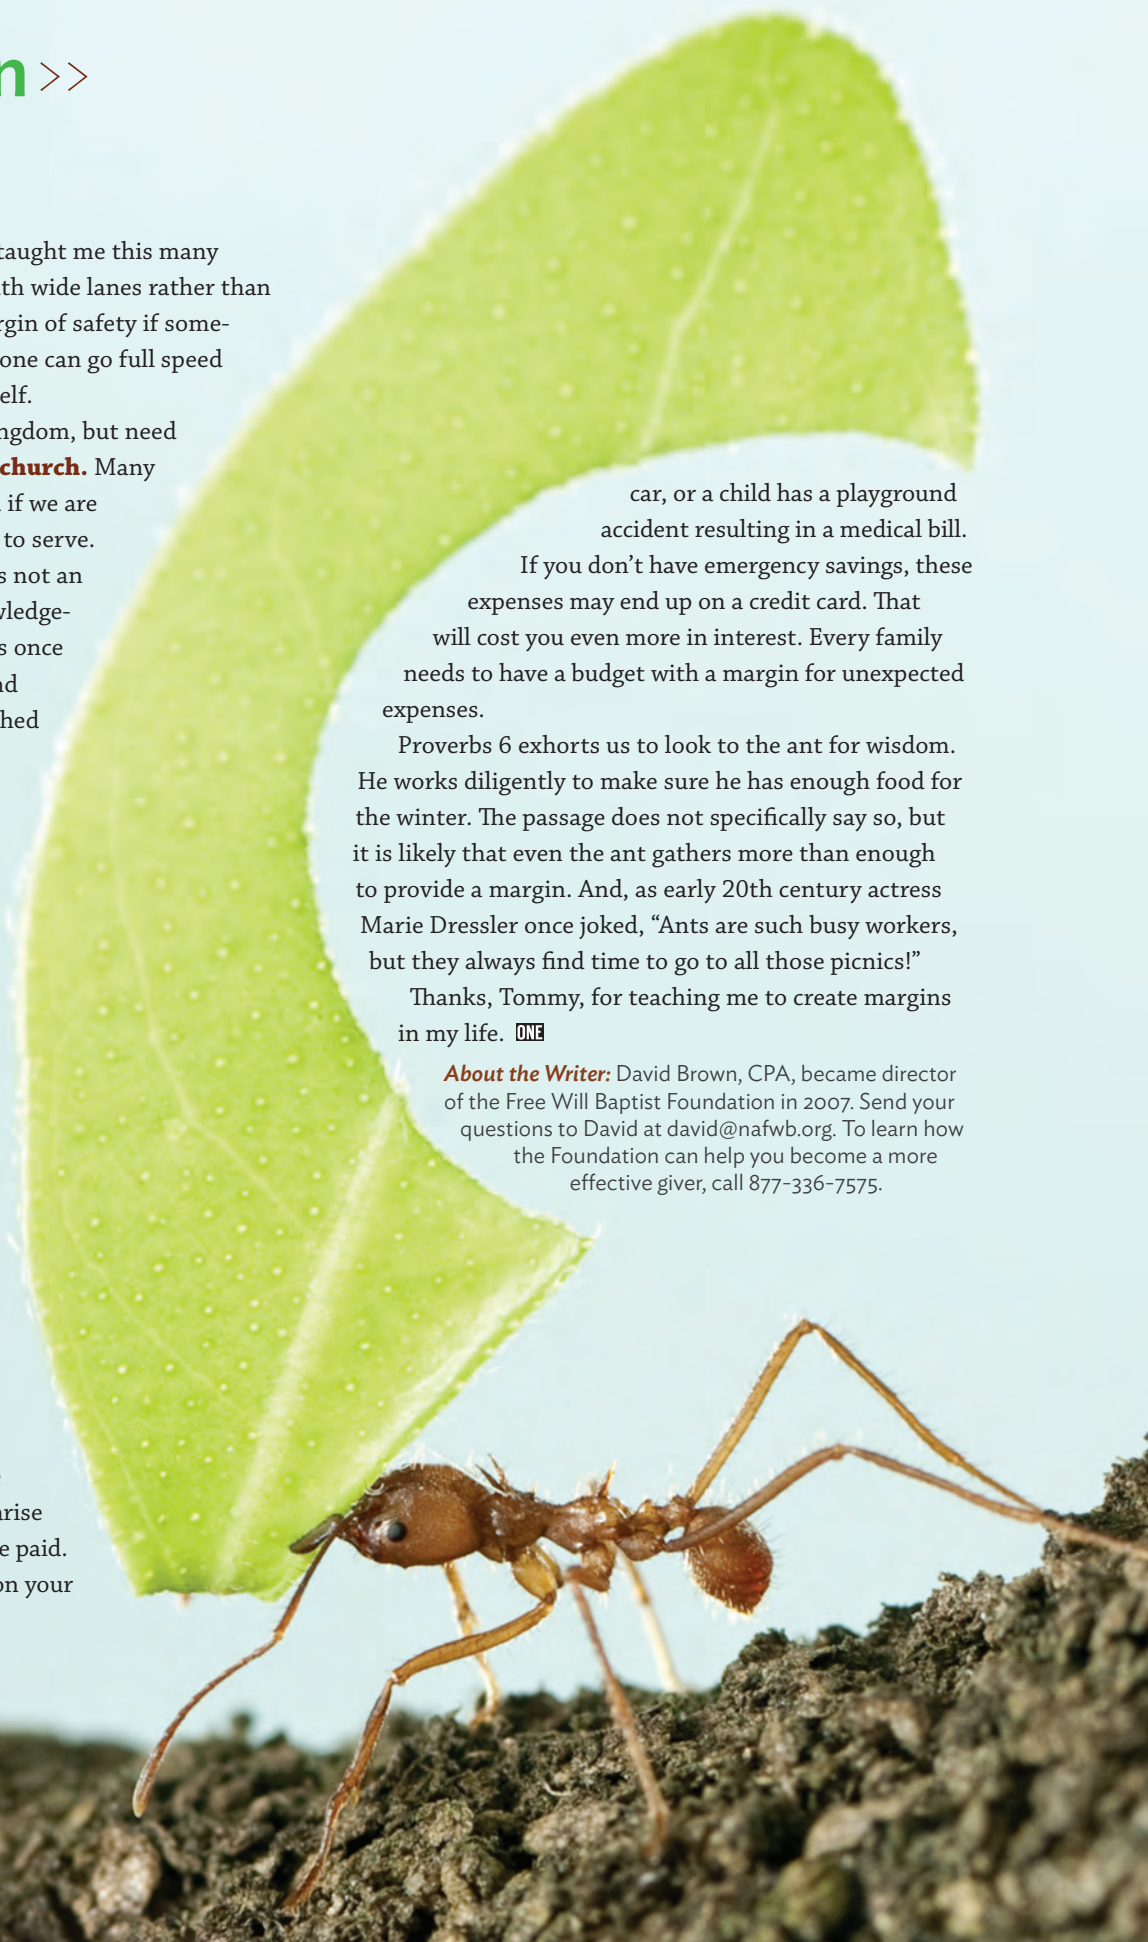 >>
taught me this many
wide lanes rather than
of safety if some-
one can go full speed
but need
church. Many
if we are
to serve.
not an
once
car, or a child has a playground
accident resulting in a medical bill.
If you don't have emergency savings, these
expenses may end up on a credit card. That
will cost you even more in interest. Every family
needs to have a budget with a margin for unexpected
expenses.
Proverbs 6 exhorts us to look to the ant for wisdom.
He works diligently to make sure he has enough food for
the winter. The passage does not specifically say so, but
it is likely that even the ant gathers more than enough
to provide a margin. And, as early 20th century actress
Marie Dressler once joked, “Ants are such busy workers,
but they always find time to go to all those picnics!”
Thanks, Tommy, for teaching me to create margins
in my life. ONE
About the Writer: David Brown, CPA, became director
of the Free Will Baptist Foundation in 2007. Send your
questions to David at david@nafwb.org. To learn how
the Foundation can help you become a more
effective giver, call 877-336-7575.
paid.
your